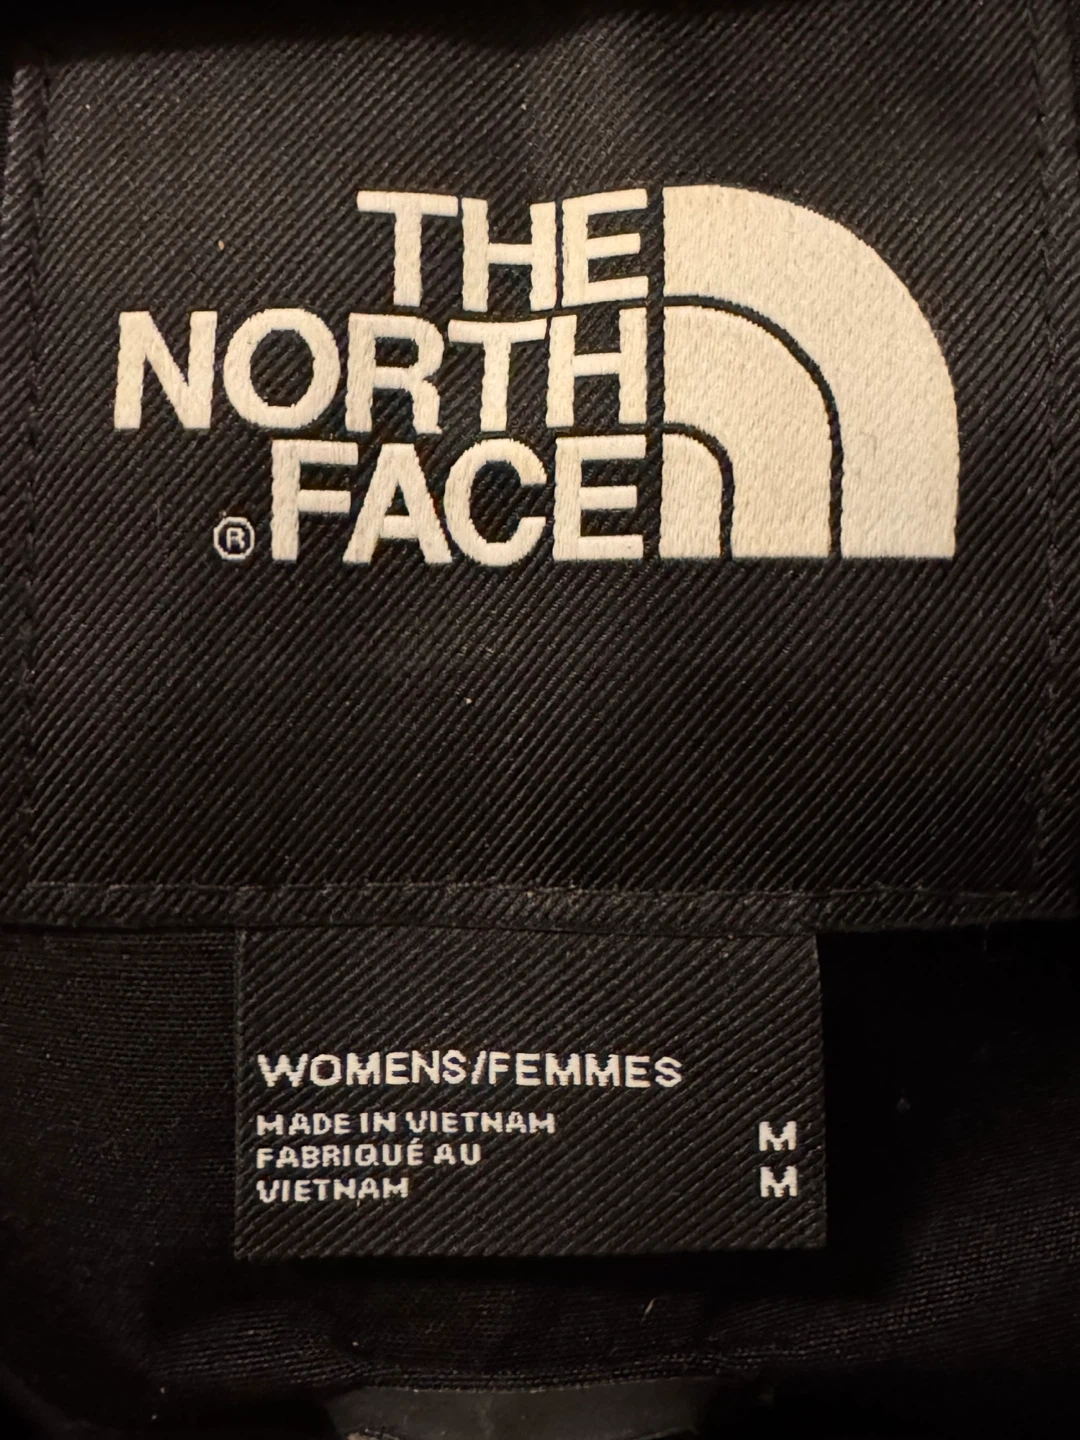 THE
NORTH
®FACE
WOMENS/FEMMES
MADE IN VIETNAM
FABRIQUÉ AU
VIETNAM
M
M